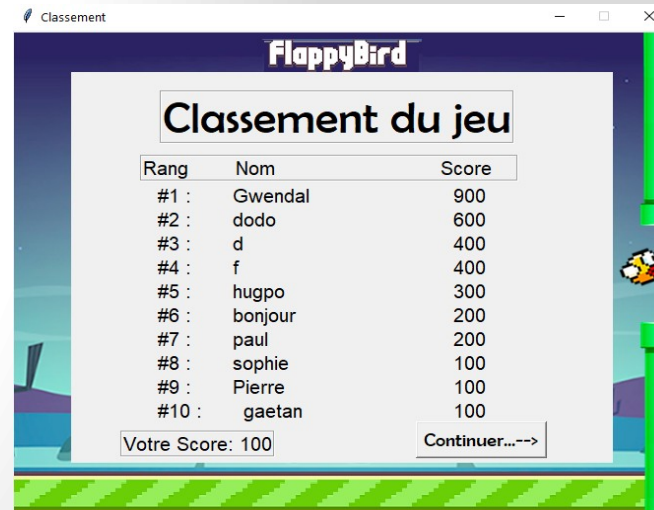 Classement
FlappyBird
Classement du jeu
Rang Nom Score
#1 : Gwendal 900
#2 : dodo 600
#3 : d 400
#4 : f 400
#5 : hugpo 300
#6 : bonjour 200
#7 : paul 200
#8 : sophie 100
#9 : Pierre 100
#10 : gaetan 100
Votre Score: 100
Continuer...-->